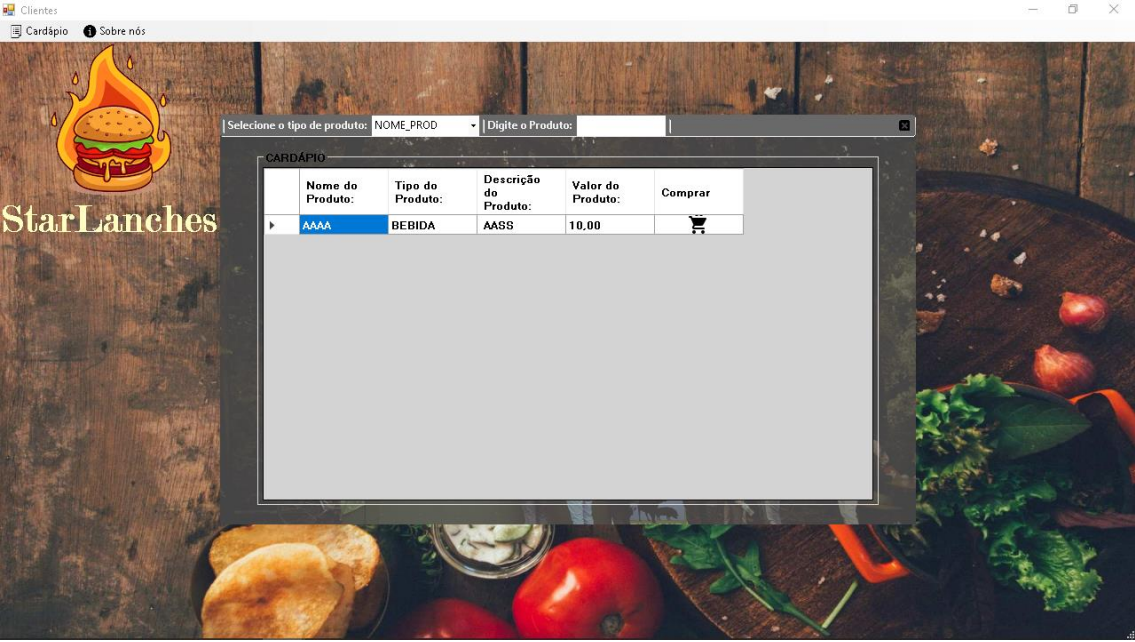 Clientes
Cardápio Sobre nós
StarLanches
Selecione o tipo de produto: NOME_PROD Digite o Produto:
CARDÁPIO
Nome do Produto: Tipo do Produto: Descrição do Produto: Valor do Produto: Comprar
AAAA BEBIDA AASS 10,00